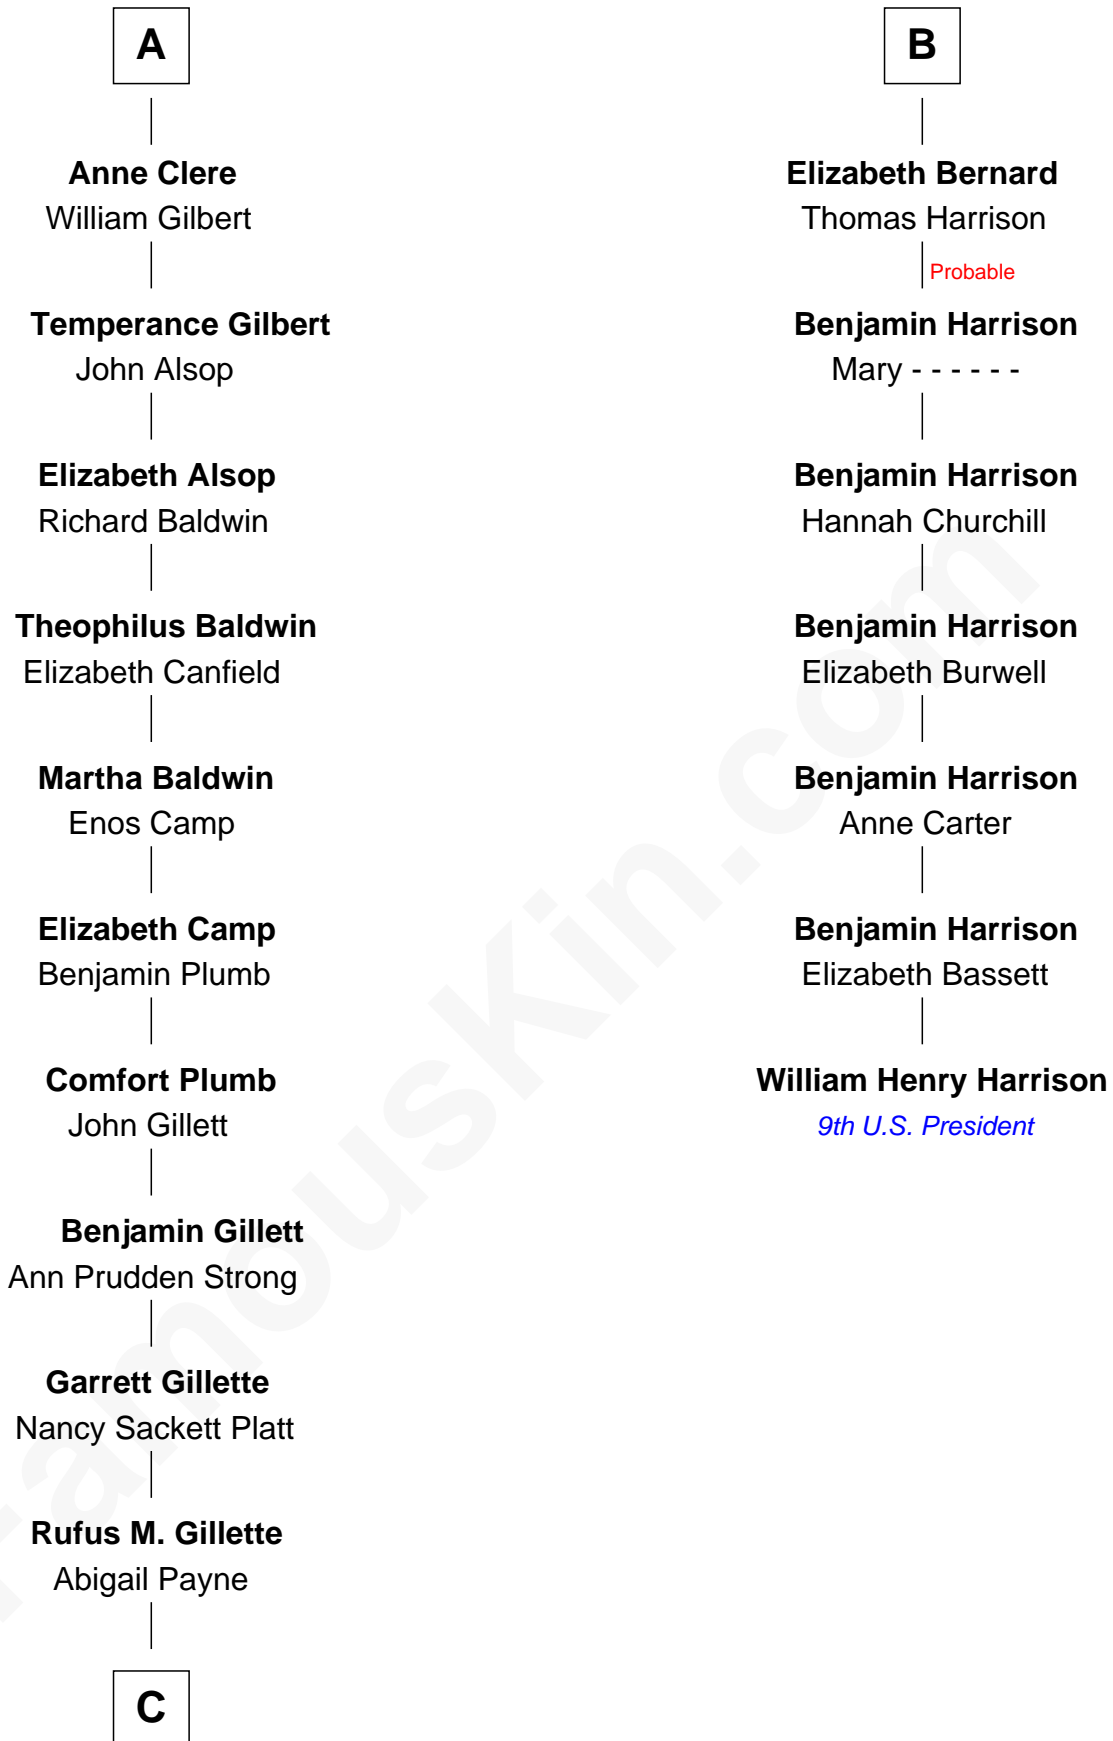 A
Anne Clere
William Gilbert
Temperance Gilbert
John Alsop
Elizabeth Alsop
Richard Baldwin
Theophilus Baldwin
Elizabeth Canfield
Martha Baldwin
Enos Camp
Elizabeth Camp
Benjamin Plumb
Comfort Plumb
John Gillett
Benjamin Gillett
Ann Prudden Strong
Garrett Gillette
Nancy Sackett Platt
Rufus M. Gillette
Abigail Payne
C
B
Elizabeth Bernard
Thomas Harrison
Probable
Benjamin Harrison
Mary - - - - - -
Benjamin Harrison
Hannah Churchill
Benjamin Harrison
Elizabeth Burwell
Benjamin Harrison
Anne Carter
Benjamin Harrison
Elizabeth Bassett
William Henry Harrison
9th U.S. President
FamousKin.com